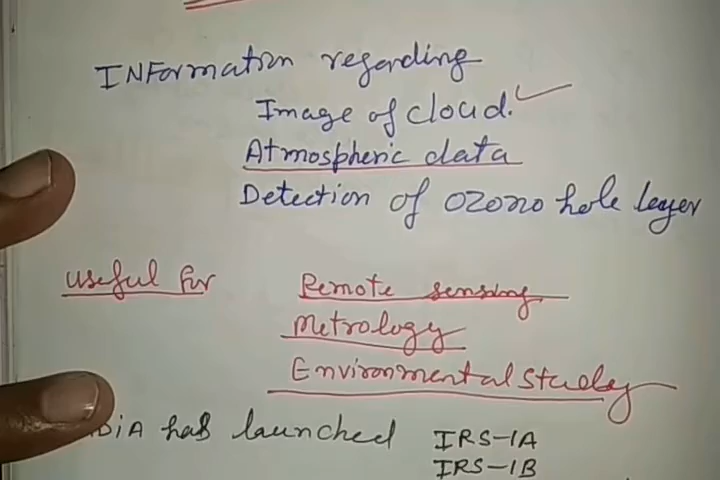 INFormation regarding
Image of cloud.
Atmospheric data
Detection of ozono hole layer
useful for Remote sensing
Metrology
Environmental Study
DiA has launched IRS-1A
IRS-1B